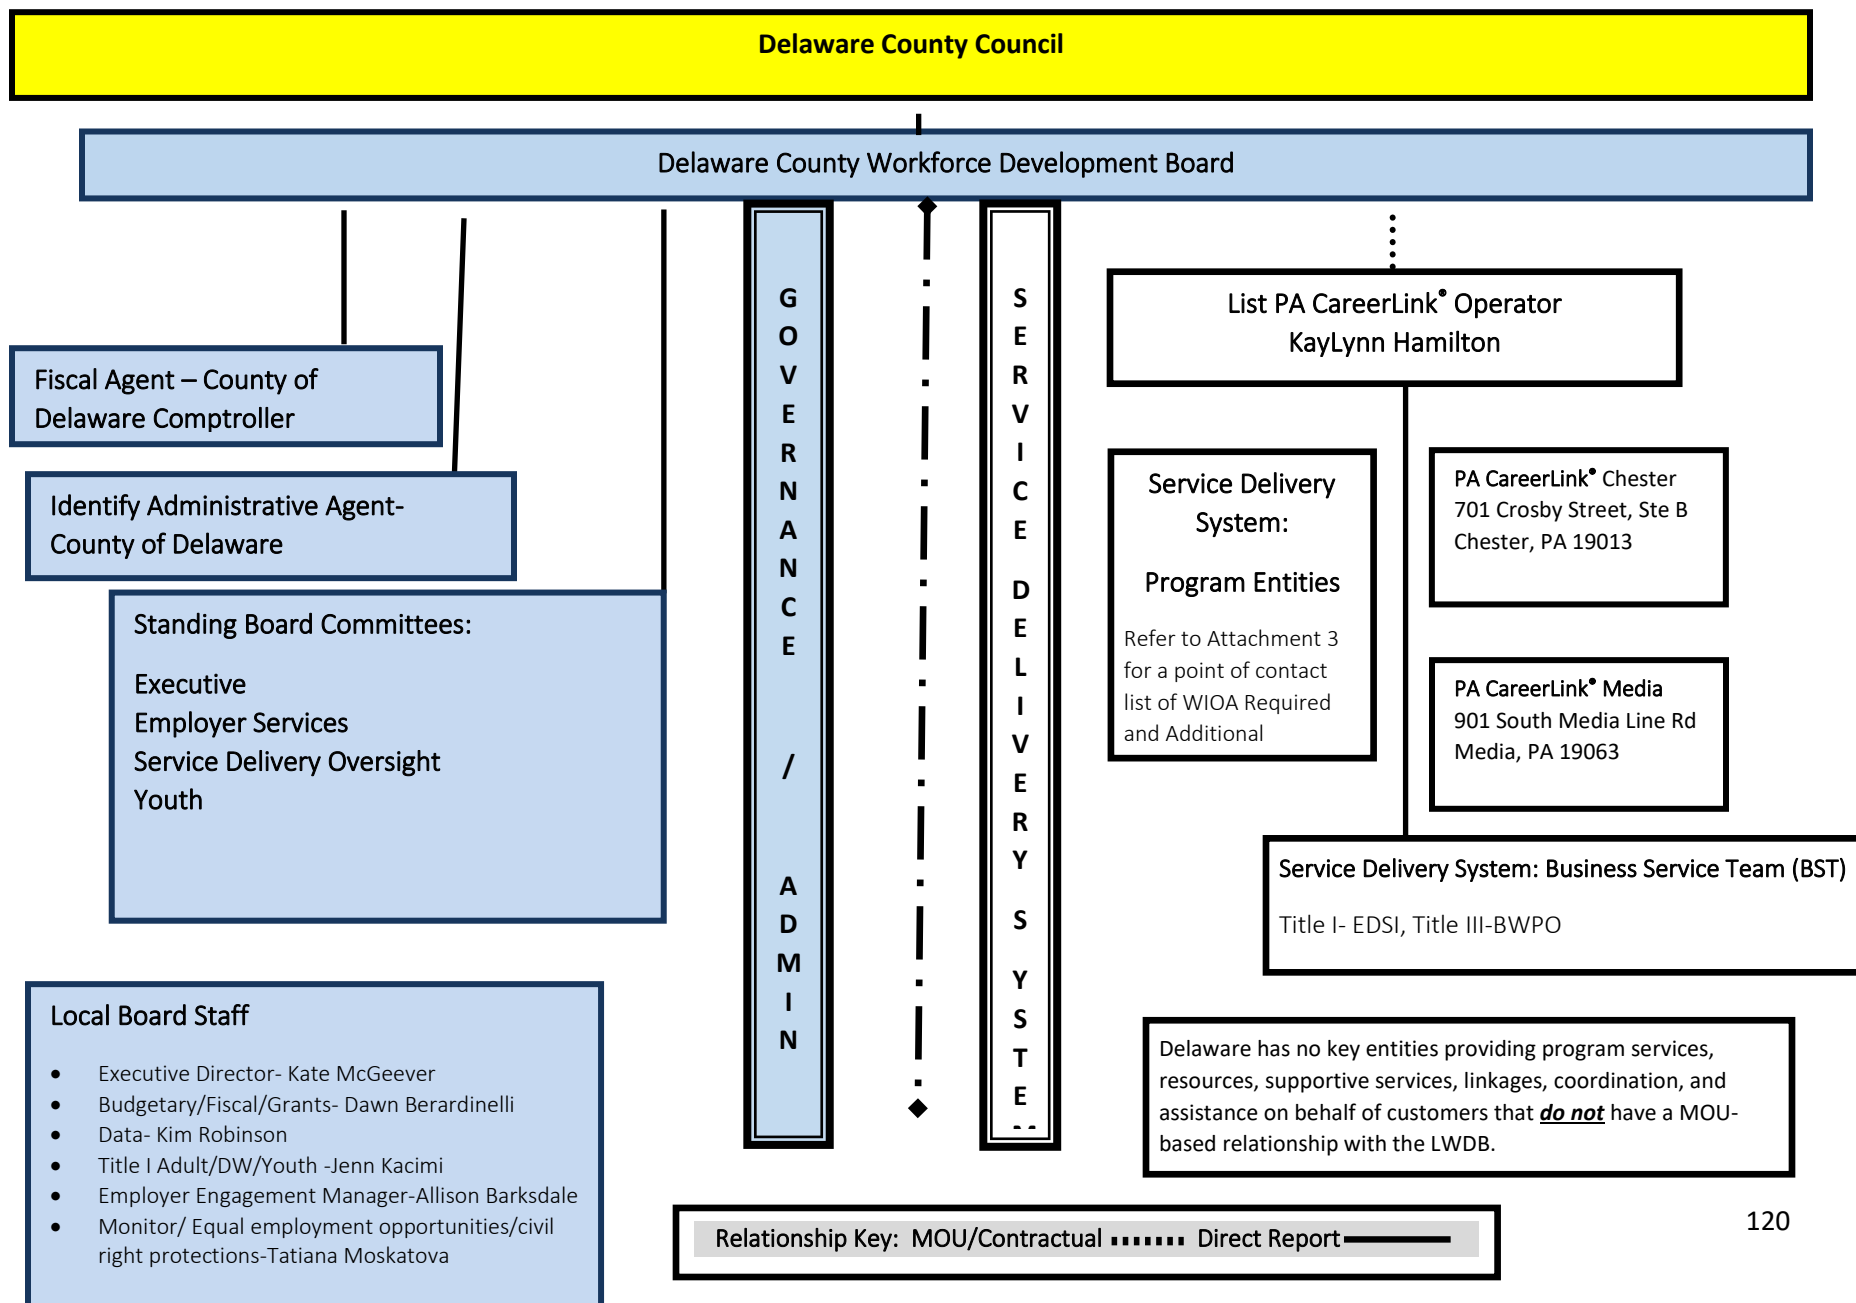 Delaware County Council
Delaware County Workforce Development Board
GOVERNANCE / ADMIN
SERVICE DELIVERY SYSTEM
Fiscal Agent – County of
Delaware Comptroller
Identify Administrative Agent-
County of Delaware
Standing Board Committees:
Executive
Employer Services
Service Delivery Oversight
Youth
Local Board Staff
• Executive Director- Kate McGeever
• Budgetary/Fiscal/Grants- Dawn Berardinelli
• Data- Kim Robinson
• Title I Adult/DW/Youth -Jenn Kacimi
• Employer Engagement Manager-Allison Barksdale
• Monitor/ Equal employment opportunities/civil
right protections-Tatiana Moskatova
List PA CareerLink® Operator
KayLynn Hamilton
Service Delivery
System:
Program Entities
Refer to Attachment 3
for a point of contact
list of WIOA Required
and Additional
PA CareerLink® Chester
701 Crosby Street, Ste B
Chester, PA 19013
PA CareerLink® Media
901 South Media Line Rd
Media, PA 19063
Service Delivery System: Business Service Team (BST)
Title I- EDSI, Title III-BWPO
Delaware has no key entities providing program services,
resources, supportive services, linkages, coordination, and
assistance on behalf of customers that do not have a MOU-
based relationship with the LWDB.
Relationship Key: MOU/Contractual Direct Report
120